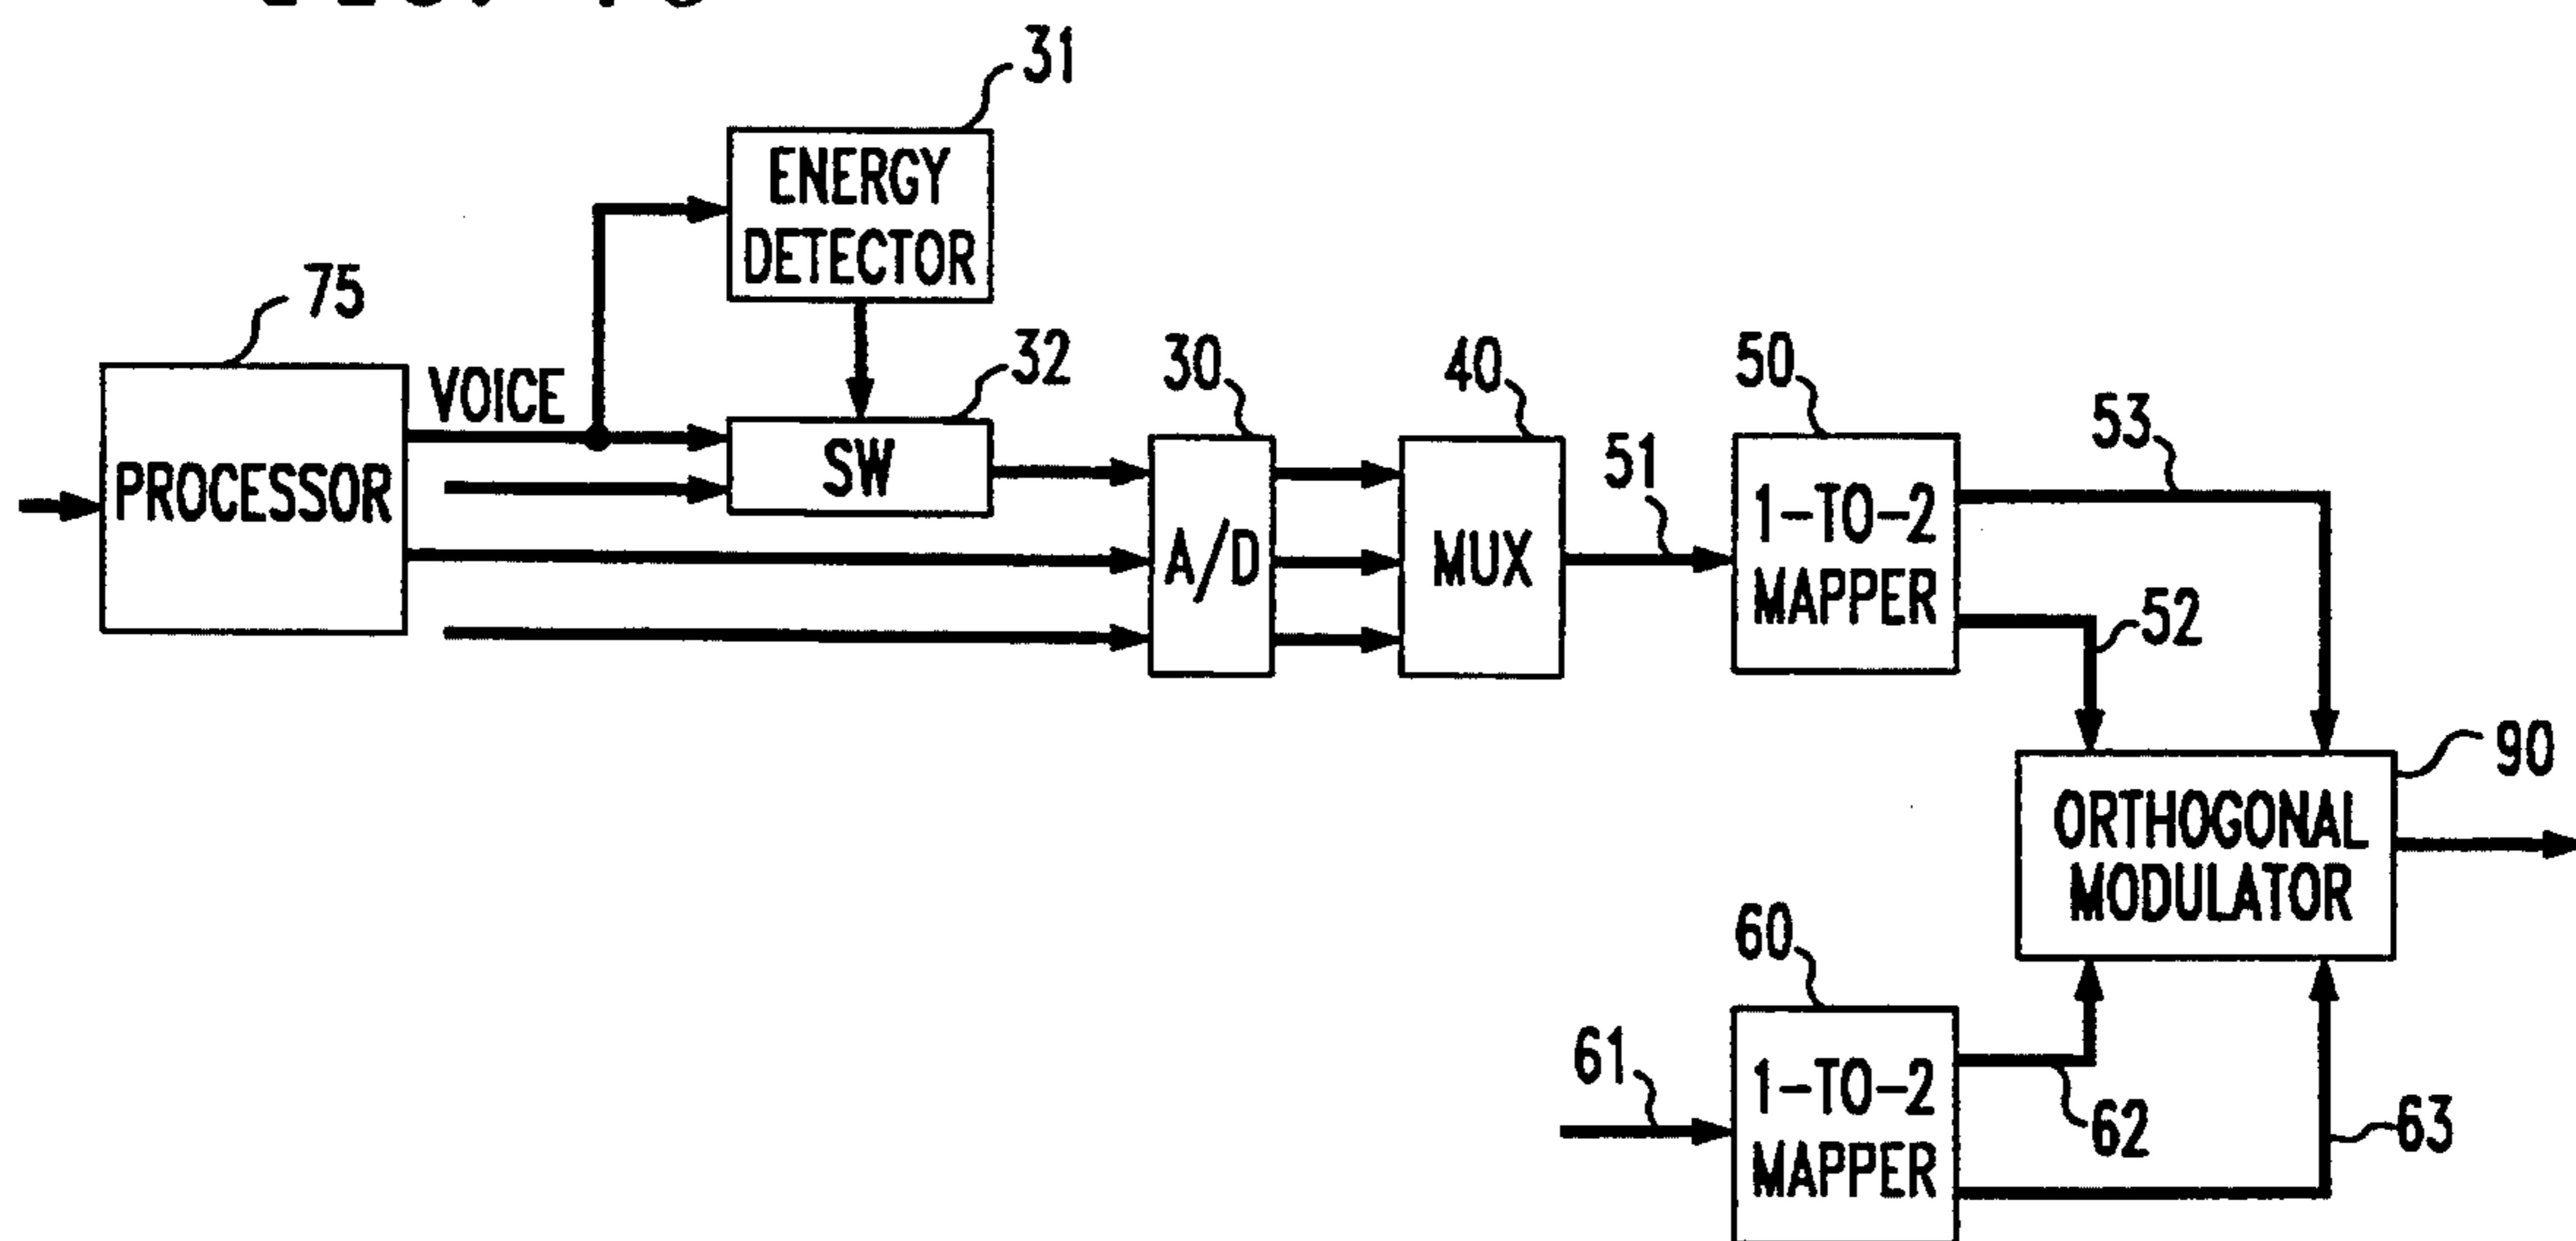 31
ENERGY
DETECTOR
75
VOICE
32
PROCESSOR
SW
30
A/D
40
MUX
51
50
1-TO-2
MAPPER
53
52
90
ORTHOGONAL
MODULATOR
60
61
1-TO-2
MAPPER
62
63